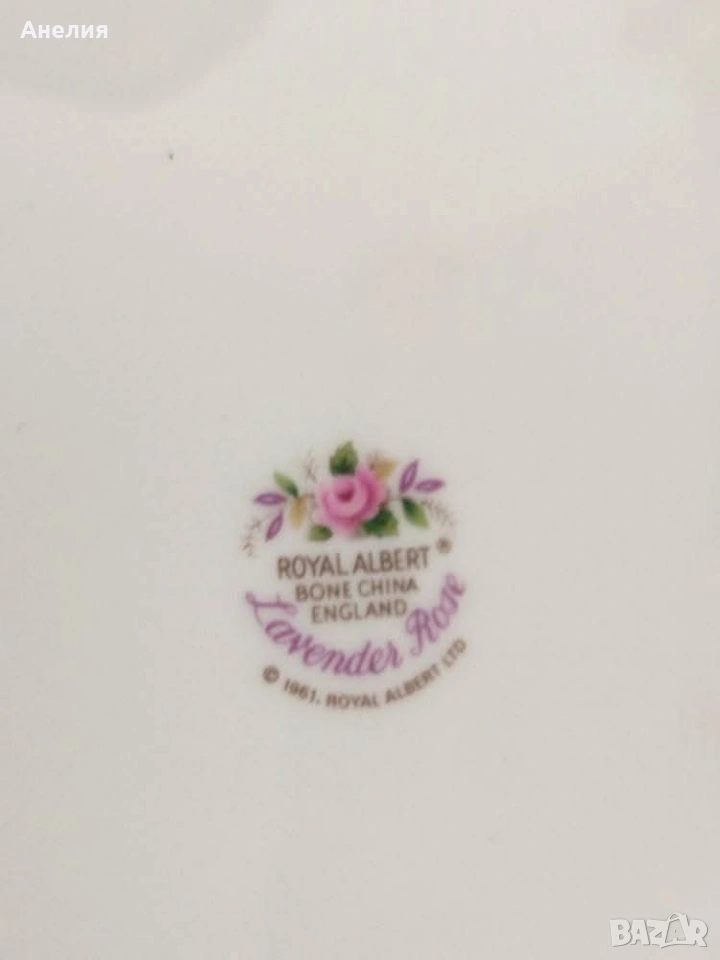 Анелия
ROYAL ALBERT ®
BONE CHINA
ENGLAND
Lavender Rose
© 1961. ROYAL ALBERT LTD
BAZAR